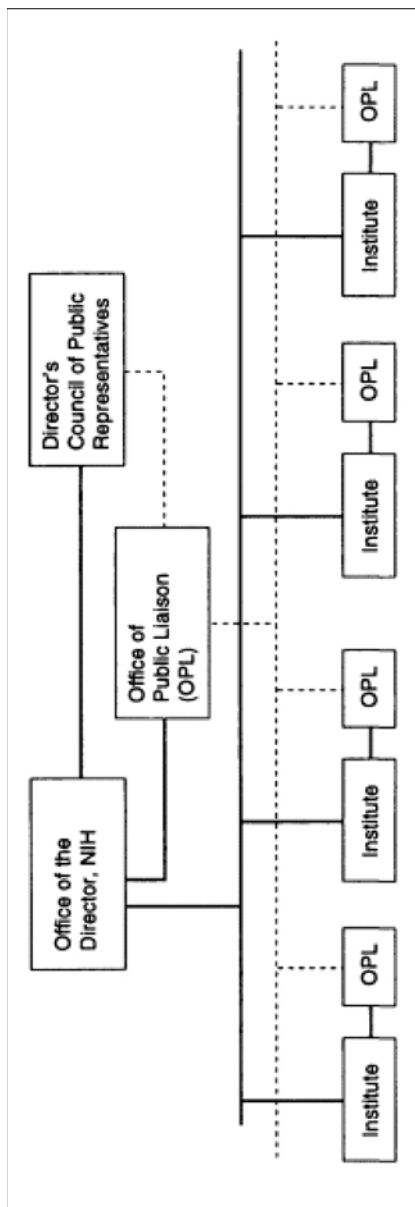 Office of the
Director, NIH
Director's
Council of Public
Representatives
Office of
Public Liaison
(OPL)
Institute
OPL
Institute
OPL
Institute
OPL
Institute
OPL